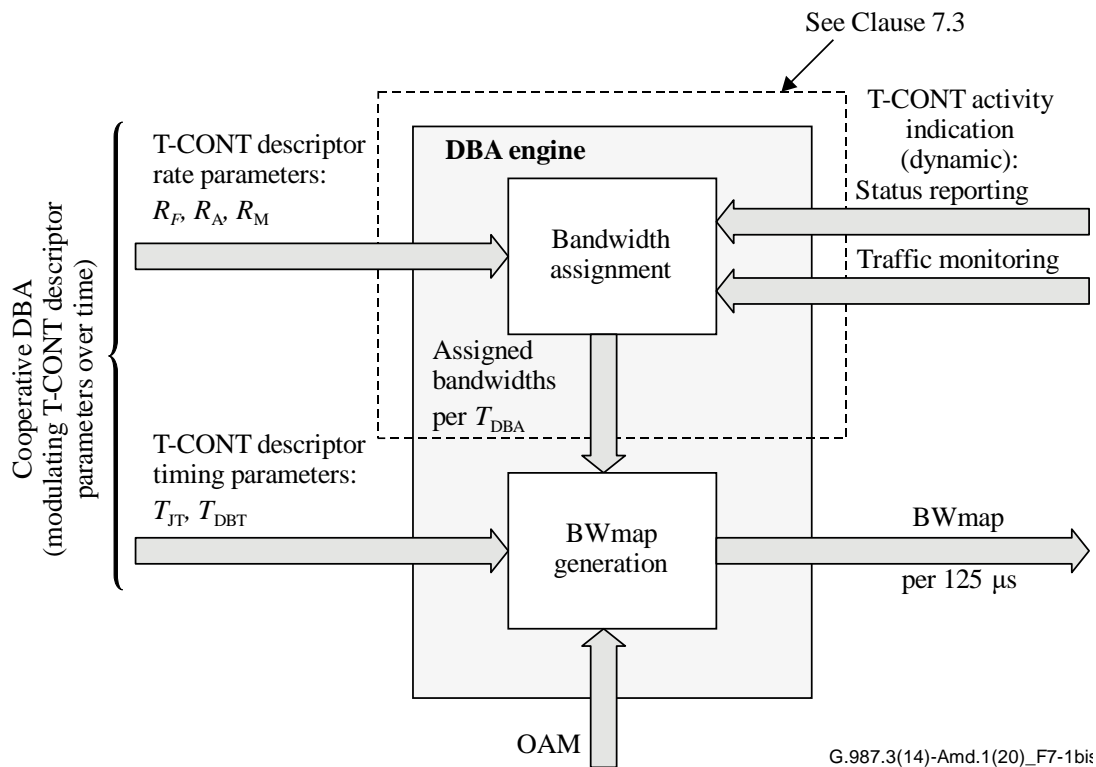 See Clause 7.3
T-CONT activity
indication
(dynamic):
Status reporting
Traffic monitoring
T-CONT descriptor
rate parameters:
R_F, R_A, R_M
DBA engine
Bandwidth
assignment
Assigned
bandwidths
per T_DBA
Cooperative DBA
(modulating T-CONT descriptor
parameters over time)
T-CONT descriptor
timing parameters:
T_JT, T_DBT
BWmap
generation
BWmap
per 125 μs
OAM
G.987.3(14)-Amd.1(20)_F7-1bis